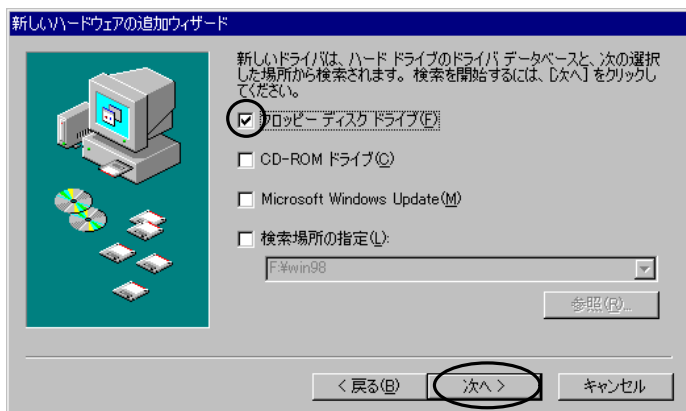 新しいハードウェアの追加ウィザード
新しいドライバは、ハード ドライブのドライバ データベースと、次の選択
した場所から検索されます。検索を開始するには、[次へ] をクリックし
てください。
フロッピー ディスク ドライブ(F)
CD-ROM ドライブ(C)
Microsoft Windows Update(M)
検索場所の指定(L):
F:¥win98
参照(R)...
< 戻る(B)
次へ >
キャンセル